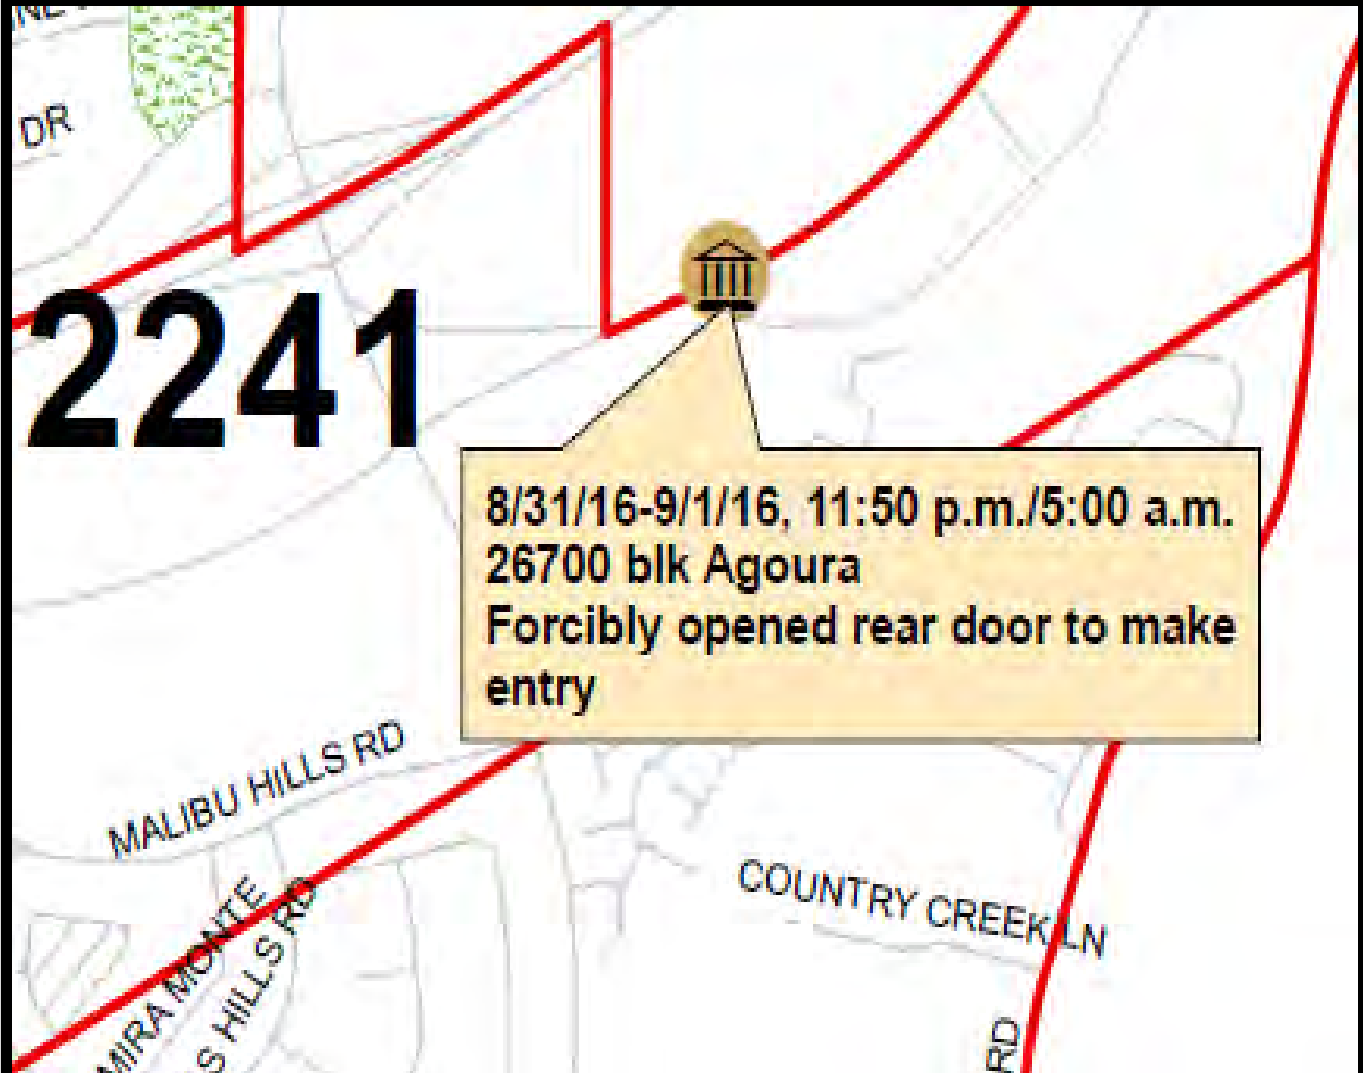 DR
2241
8/31/16-9/1/16, 11:50 p.m./5:00 a.m.
26700 blk Agoura
Forcibly opened rear door to make
entry
MALIBU HILLS RD
COUNTRY CREEK LN
MIRA MONTE
S HILLS RD
RD